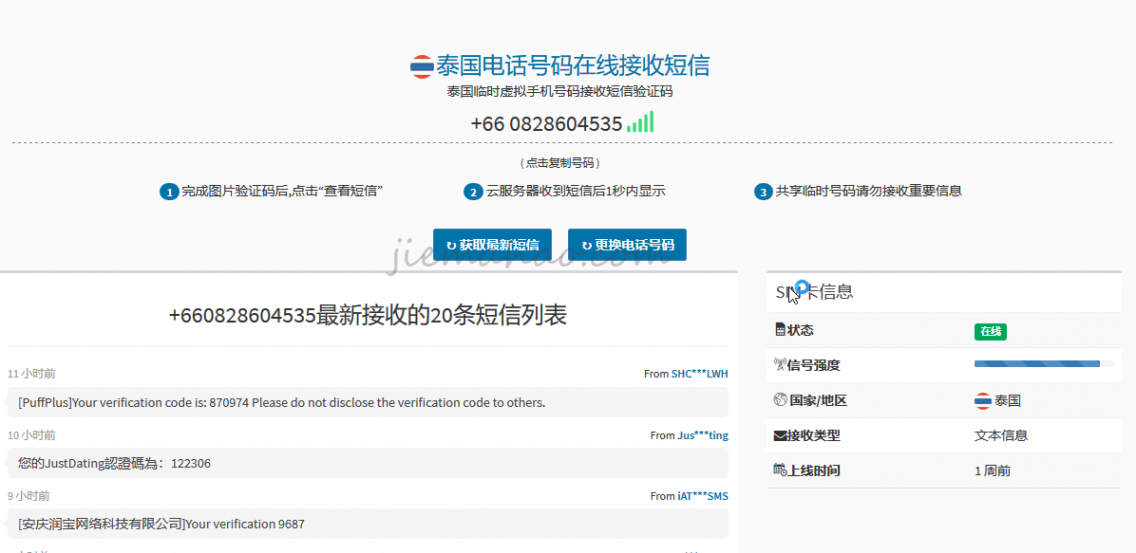 泰国电话号码在线接收短信
泰国临时虚拟手机号码接收短信验证码
+66 0828604535
（点击复制号码）
1 完成图片验证码后,点击“查看短信”
2 云服务器收到短信后1秒内显示
3 共享临时号码请勿接收重要信息
获取最新短信
更换电话号码
+660828604535最新接收的20条短信列表
11 小时前 From SHC***LWH
[PuffPlus]Your verification code is: 870974 Please do not disclose the verification code to others.
10 小时前 From Jus***ting
您的JustDating認證碼為：122306
9 小时前 From iAT***SMS
[安庆润宝网络科技有限公司]Your verification 9687
卡信息
状态 在线
信号强度
国家/地区 泰国
接收类型 文本信息
上线时间 1 周前